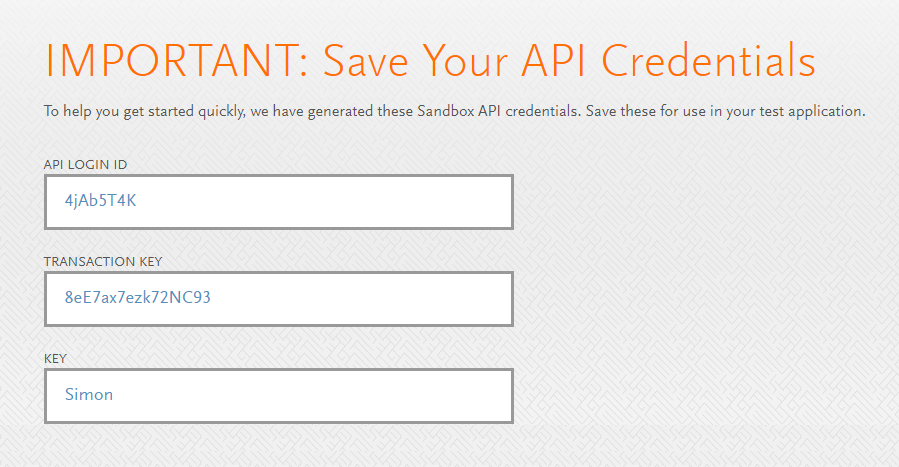 IMPORTANT: Save Your API Credentials
To help you get started quickly, we have generated these Sandbox API credentials. Save these for use in your test application.
API LOGIN ID
4jAb5T4K
TRANSACTION KEY
8eE7ax7ezk72NC93
KEY
Simon